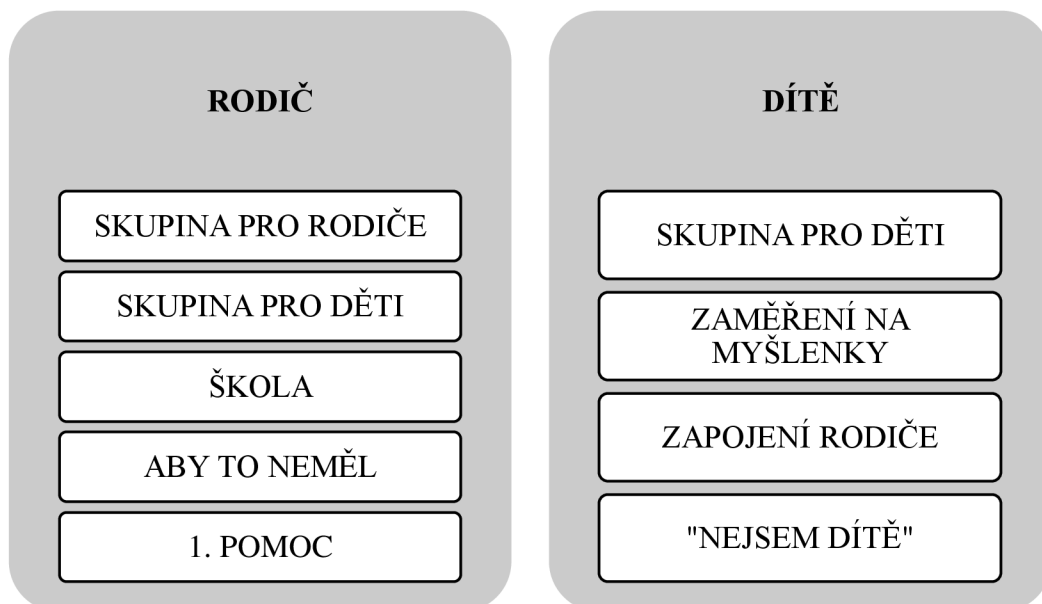 RODIČ
SKUPINA PRO RODIČE
SKUPINA PRO DĚTI
ŠKOLA
ABY TO NEMĚL
1. POMOC
DÍTĚ
SKUPINA PRO DĚTI
ZAMĚŘENÍ NA
MYŠLENKY
ZAPOJENÍ RODIČE
"NEJSEM DÍTĚ"